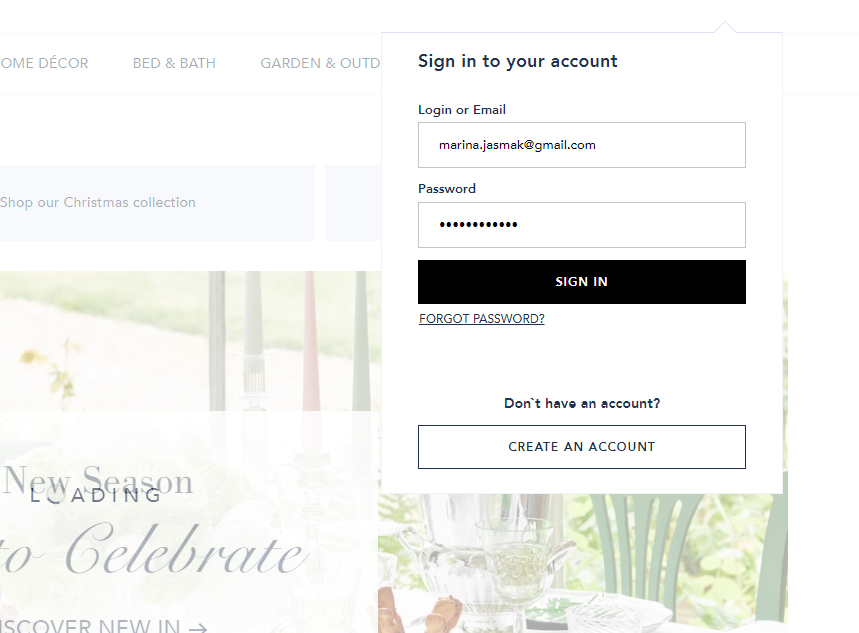 OME DÉCOR BED & BATH GARDEN & OUTD
Shop our Christmas collection
New Season
LOADING
to Celebrate
ISCOVER NEW IN →
Sign in to your account
Login or Email
marina.jasmak@gmail.com
Password
••••••••••••
SIGN IN
FORGOT PASSWORD?
Don`t have an account?
CREATE AN ACCOUNT